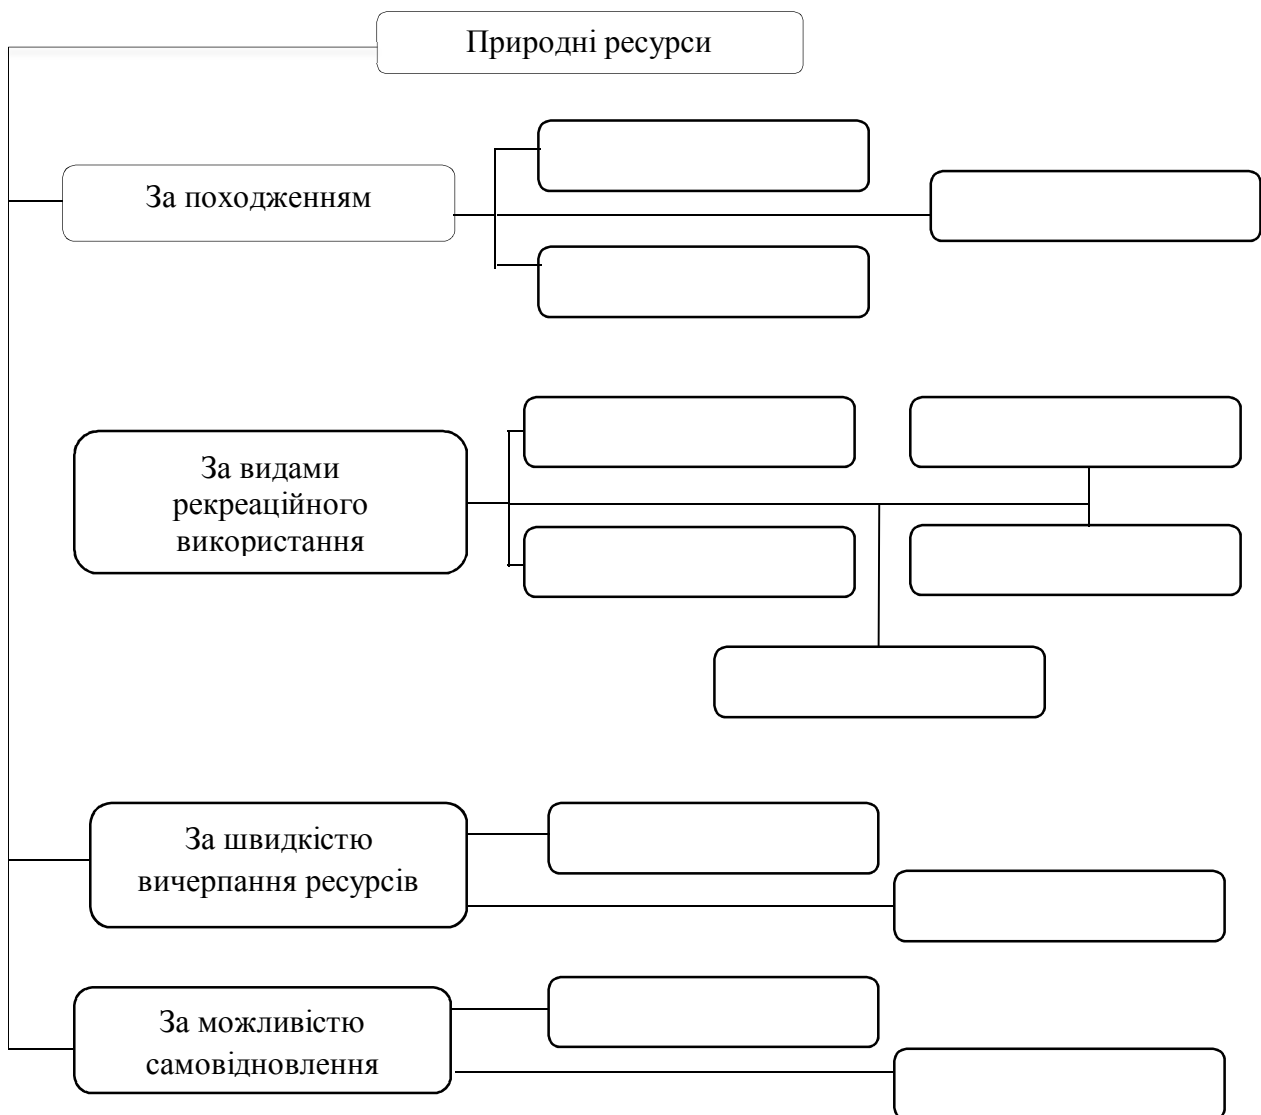 Природні ресурси
За походженням
За видами
рекреаційного
використання
За швидкістю
вичерпання ресурсів
За можливістю
самовідновлення